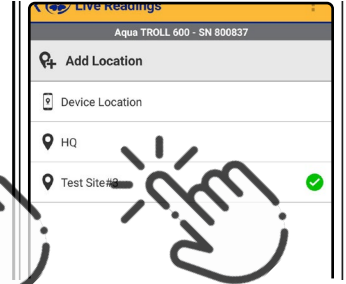 Live Readings
Aqua TROLL 600 - SN 800837
Add Location
Device Location
HQ
Test Site#3